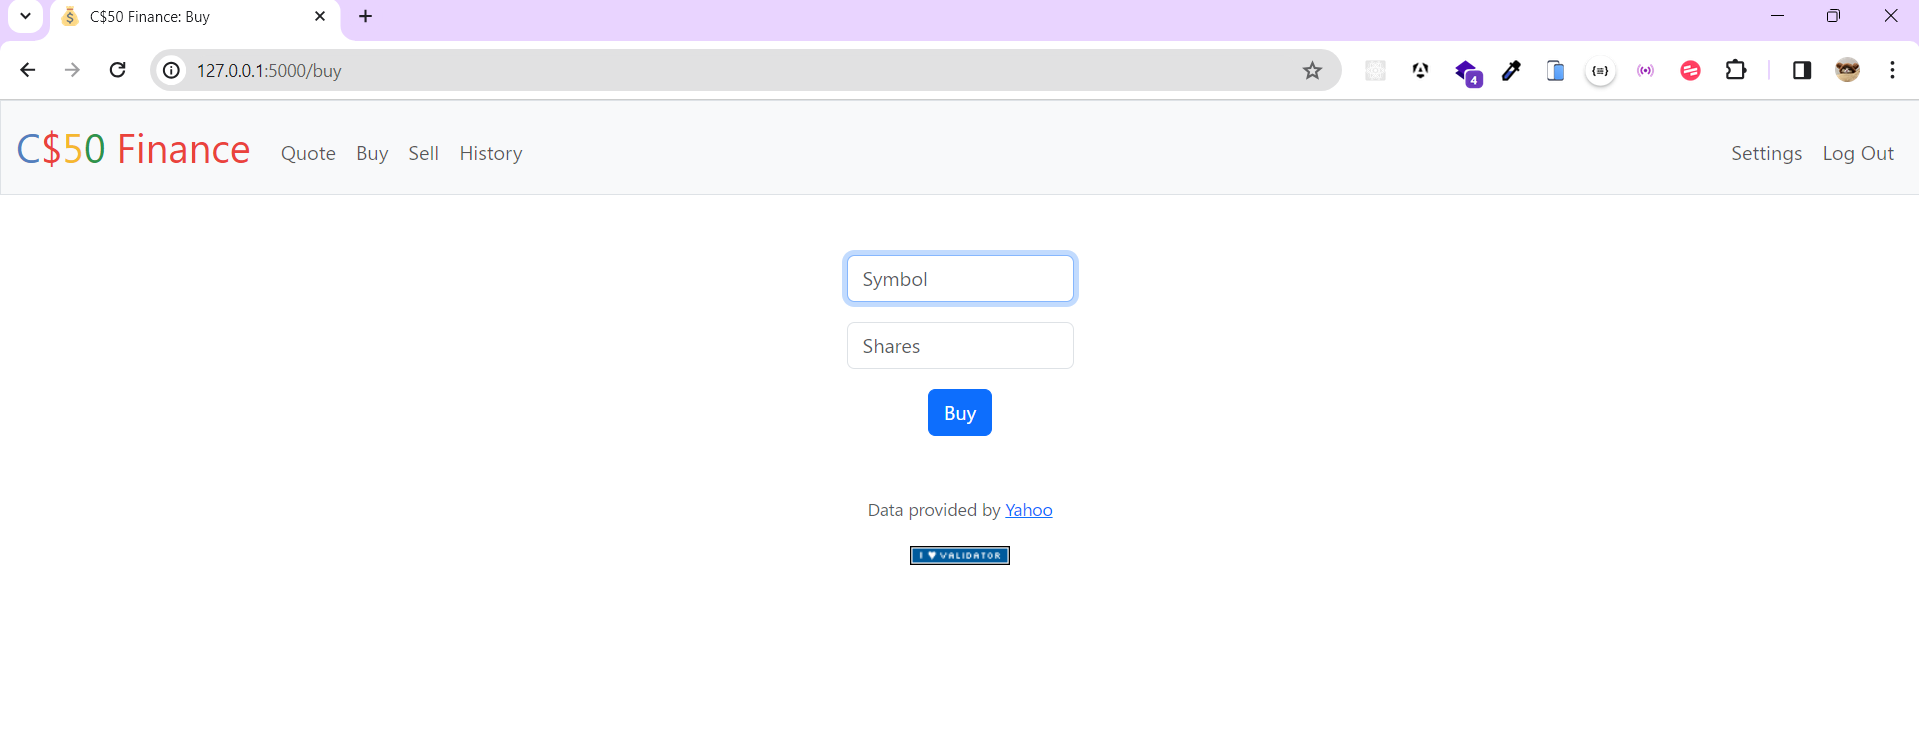 C$50 Finance: Buy
127.0.0.1:5000/buy
4
C$50 Finance Quote Buy Sell History Settings Log Out
Symbol
Shares
Buy
Data provided by Yahoo
I ♥ VALIDATOR